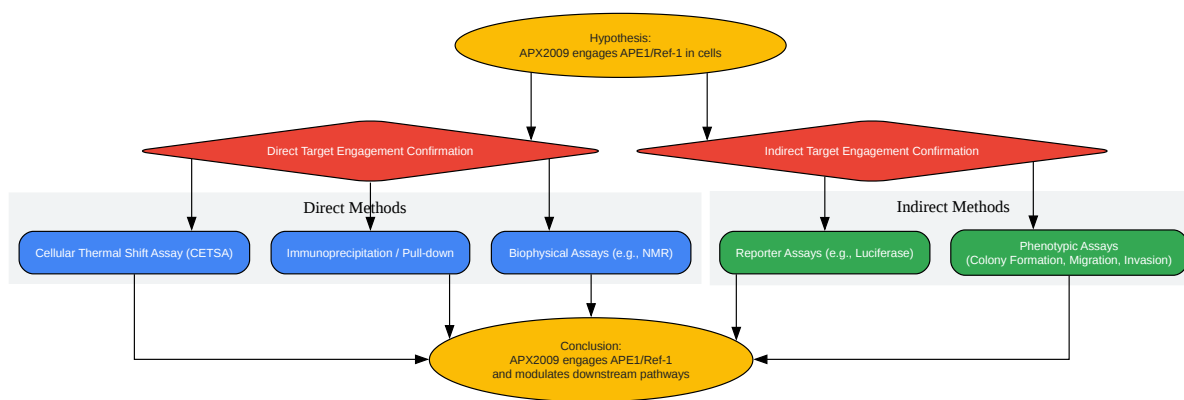 Hypothesis:
APX2009 engages APE1/Ref-1 in cells
Direct Target Engagement Confirmation
Indirect Target Engagement Confirmation
Direct Methods
Indirect Methods
Cellular Thermal Shift Assay (CETSA)
Immunoprecipitation / Pull-down
Biophysical Assays (e.g., NMR)
Reporter Assays (e.g., Luciferase)
Phenotypic Assays
(Colony Formation, Migration, Invasion)
Conclusion:
APX2009 engages APE1/Ref-1
and modulates downstream pathways